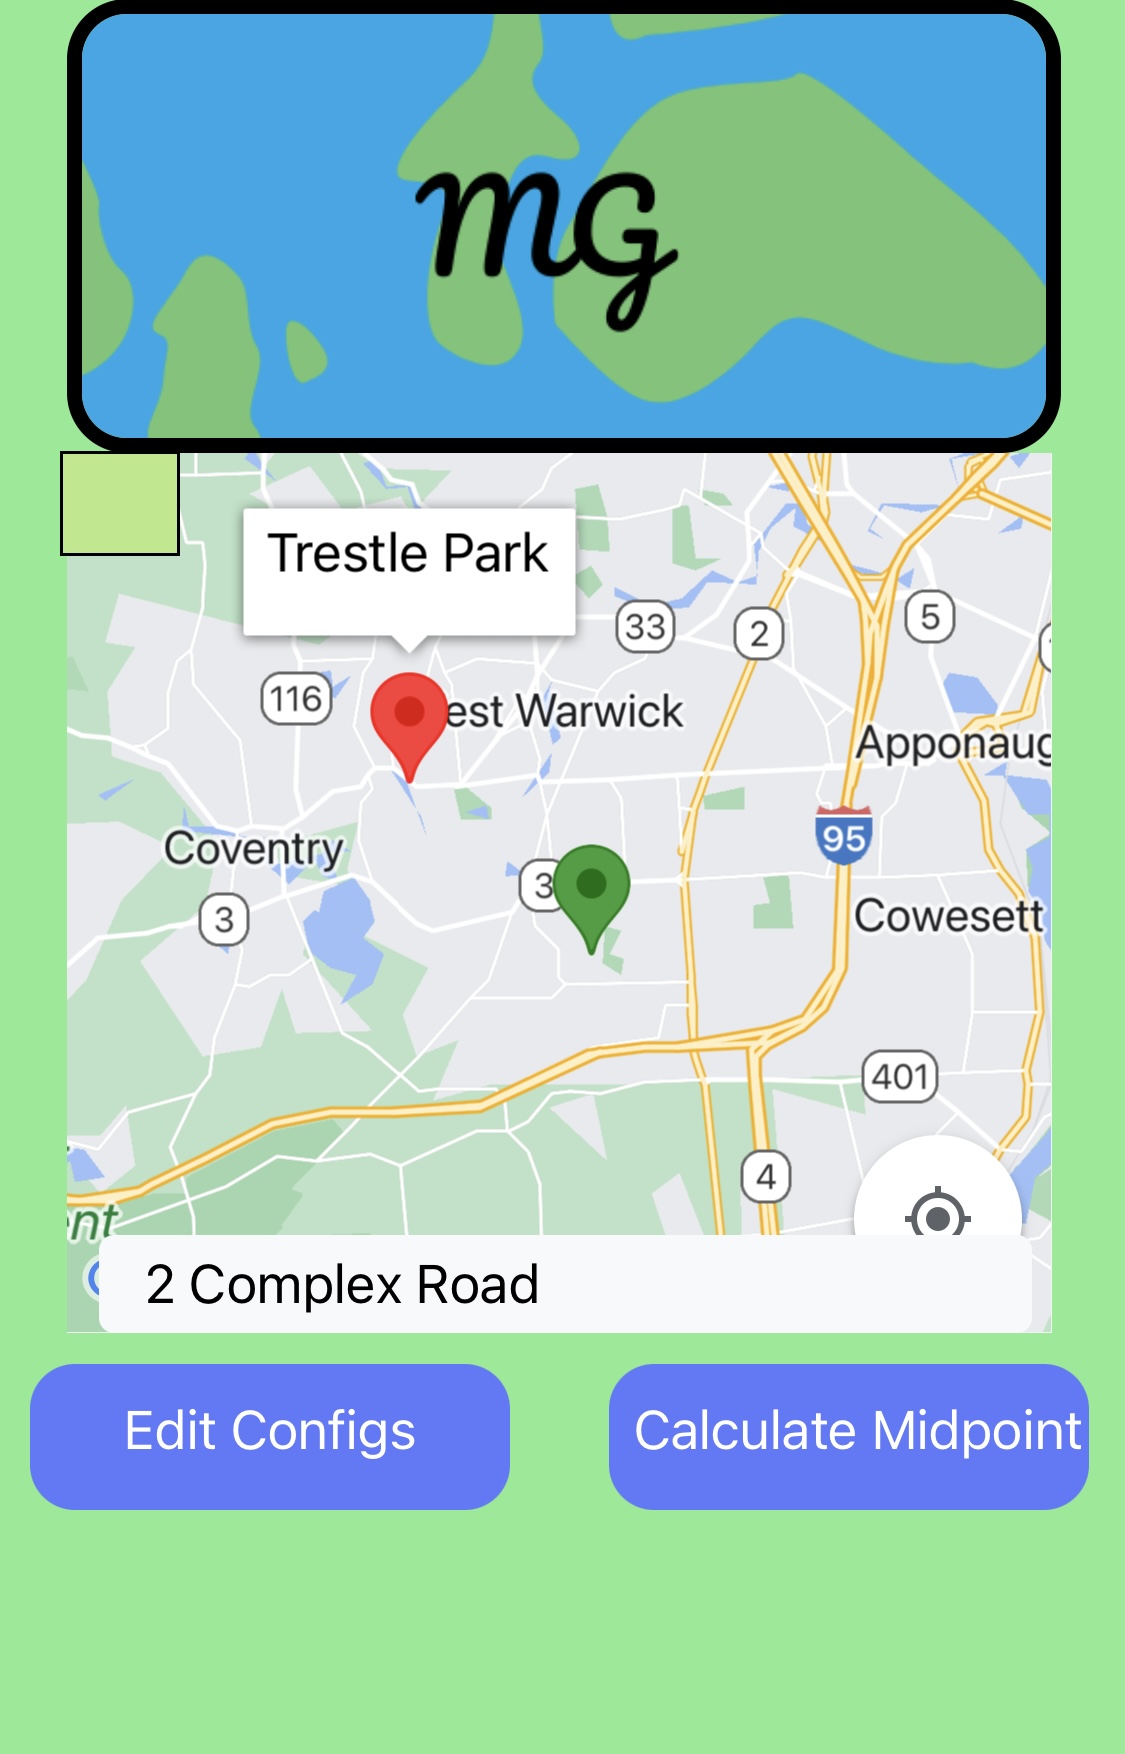 mG
Trestle Park
33
2
5
116
est Warwick
Apponaug
95
Coventry
3
3
Cowesett
401
4
nt
2 Complex Road
Edit Configs
Calculate Midpoint